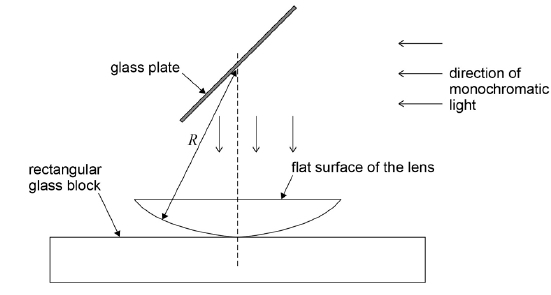 glass plate
direction of
monochromatic
light
R
rectangular
glass block
flat surface of the lens